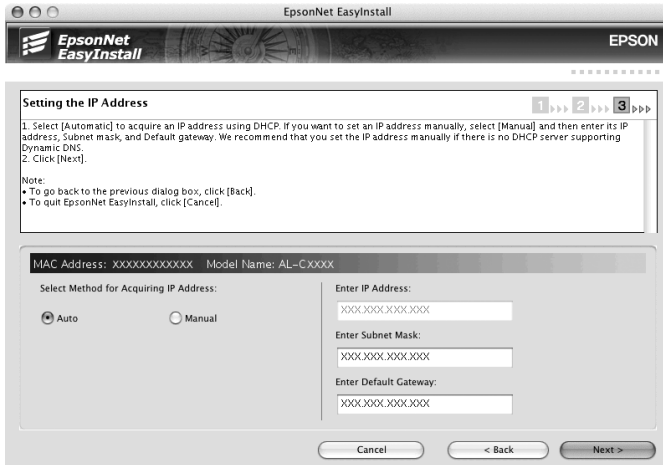 EpsonNet EasyInstall
EpsonNet
EasyInstall
EPSON
Setting the IP Address
1 2 3
1. Select [Automatic] to acquire an IP address using DHCP. If you want to set an IP address manually, select [Manual] and then enter its IP
address, Subnet mask, and Default gateway. We recommend that you set the IP address manually if there is no DHCP server supporting
Dynamic DNS.
2. Click [Next].
Note:
• To go back to the previous dialog box, click [Back].
• To quit EpsonNet EasyInstall, click [Cancel].
MAC Address: XXXXXXXXXXXX Model Name: AL-CXXXX
Select Method for Acquiring IP Address:
Auto Manual
Enter IP Address:
XXX.XXX.XXX.XXX
Enter Subnet Mask:
XXX.XXX.XXX.XXX
Enter Default Gateway:
XXX.XXX.XXX.XXX
Cancel < Back Next >